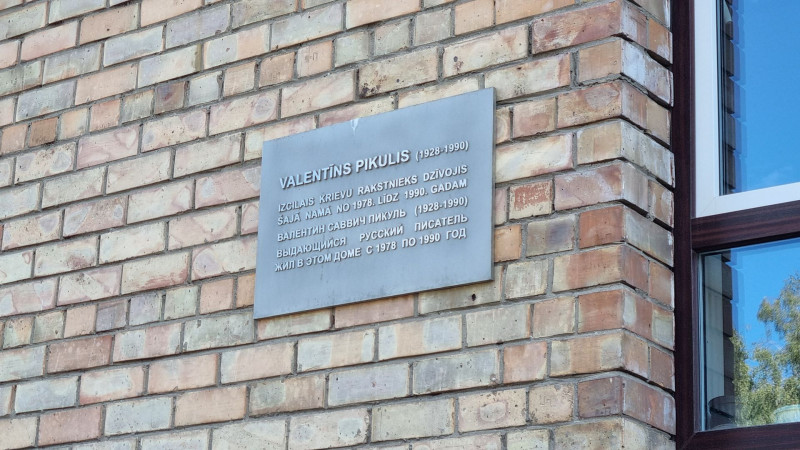 VALENTĪNS PIKULIS (1928-1990)
IZCILAIS KRIEVU RAKSTNIEKS DZĪVOJIS
ŠAJĀ NAMĀ NO 1978. LĪDZ 1990. GADAM
ВАЛЕНТИН САВВИЧ ПИКУЛЬ (1928-1990)
ВЫДАЮЩИЙСЯ РУССКИЙ ПИСАТЕЛЬ
ЖИЛ В ЭТОМ ДОМЕ С 1978 ПО 1990 ГОД